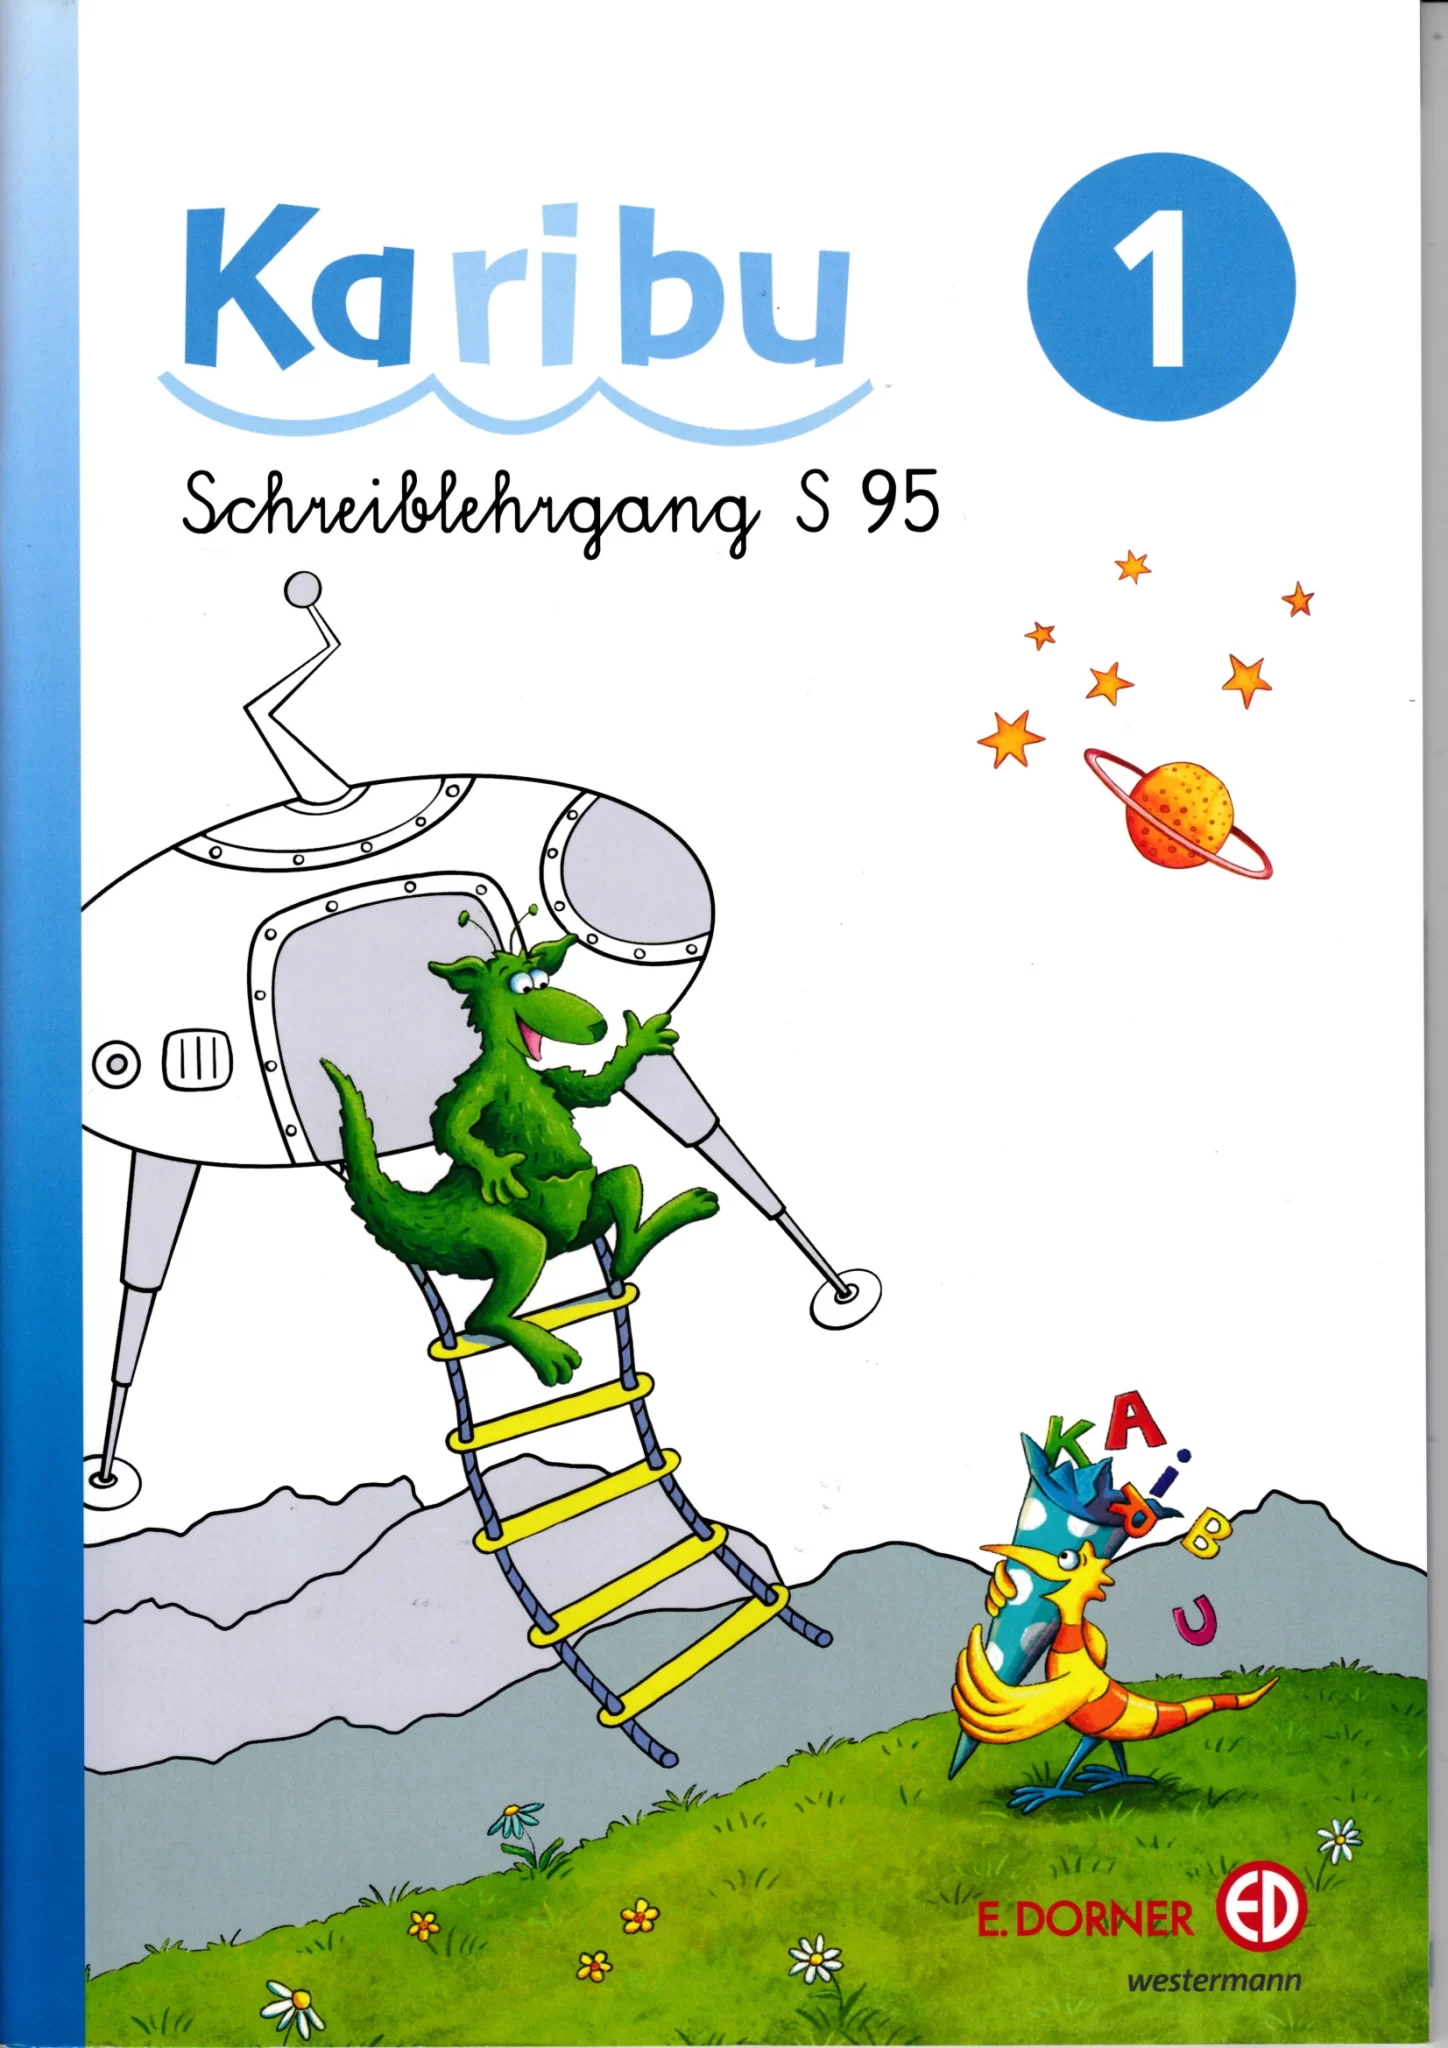 Karibu 1
Schreiblehrgang S 95
KARiBU
E. DORNER ED
westermann